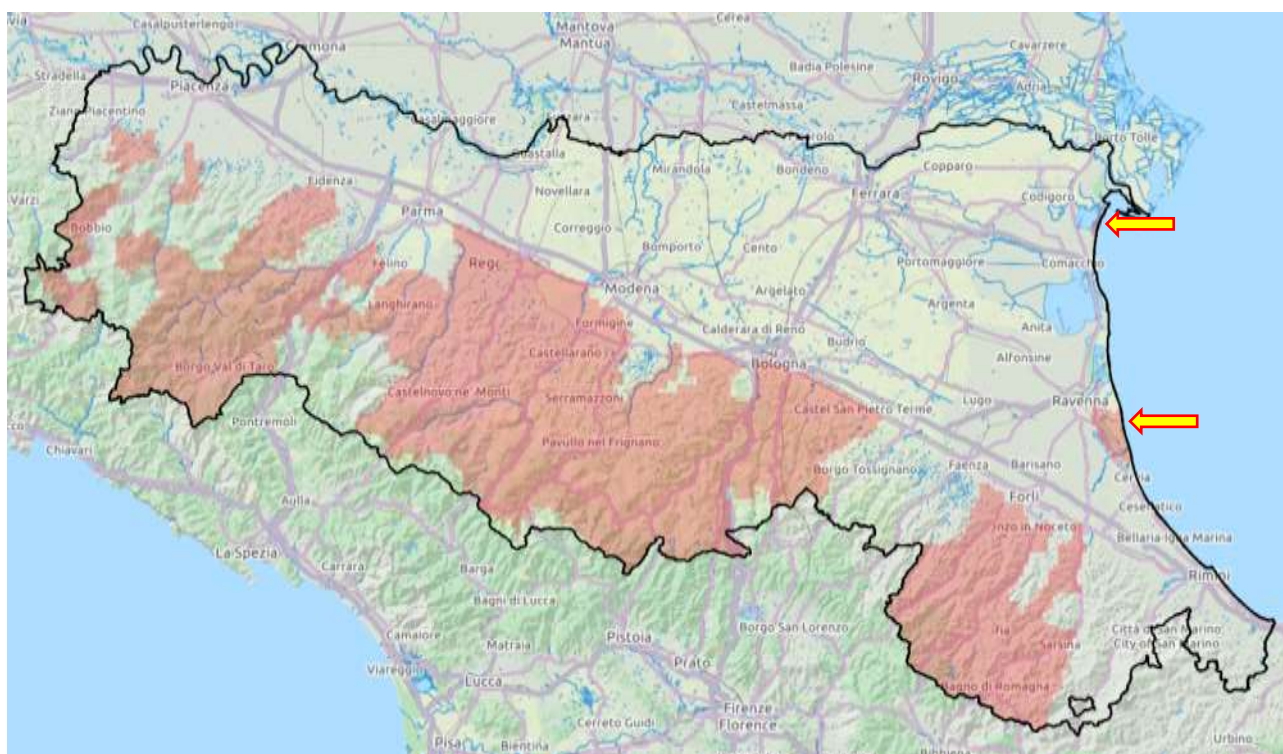 Casalpusterlengo
Mantova
Mantua
Cerea
Cavarzere
Stradella
Piacenza
Badia Polesine
Rovigo
Adria
Ziano Piacentino
Castelmassa
Porto Tolle
Guastalla
Mirandola
Bondeno
Copparo
Varzi
Fidenza
Novellara
Ferrara
Codigoro
Parma
Correggio
Bobbio
Bomporto
Cento
Portomaggiore
Comacchio
Felino
Modena
Langhirano
Argelato
Argenta
Formigine
Calderara di Reno
Anita
Castellarano
Budrio
Alfonsine
Borgo Val di Taro
Bologna
Castelnovo ne' Monti
Serramazzoni
Castel San Pietro Terme
Lugo
Ravenna
Pontremoli
Chiavari
Pavullo nel Frignano
Borgo Tossignano
Faenza
Barisano
Cervia
Aulla
Forlì
Cesenatico
Bellaria-Igea Marina
La Spezia
Carrara
Barga
Rimini
Bagni di Lucca
Camaiore
Matraia
Pistoia
Borgo San Lorenzo
Sarsina
Città di San Marino
City of San Marino
Viareggio
Prato
Lucca
Bagno di Romagna
Firenze
Florence
Cerreto Guidi
Pisa
Bientina
Urbino